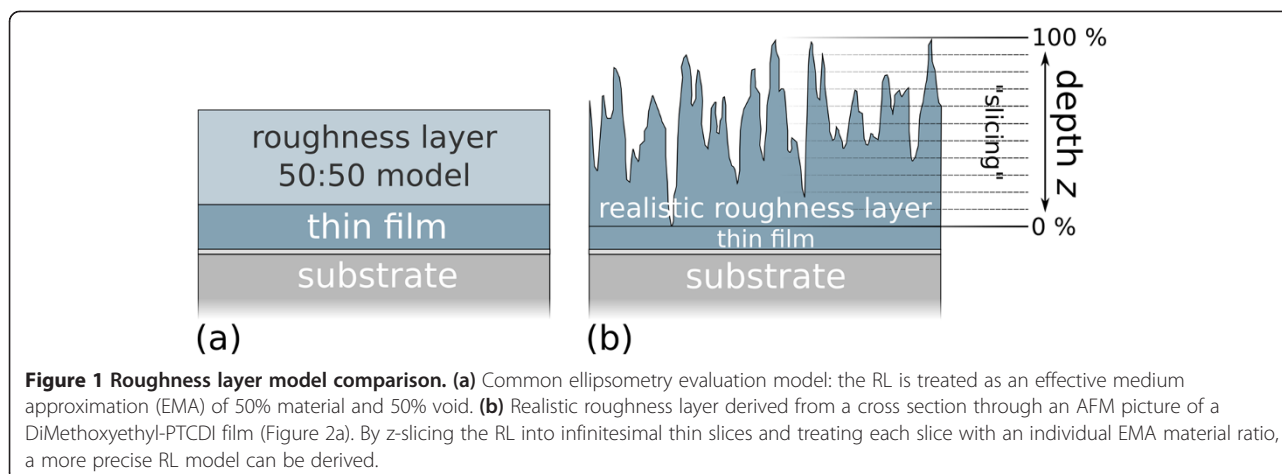 roughness layer
50:50 model
thin film
substrate
(a)
realistic roughness layer
thin film
substrate
(b)
100 %
"slicing"
depth z
0 %
Figure 1 Roughness layer model comparison. (a) Common ellipsometry evaluation model: the RL is treated as an effective medium
approximation (EMA) of 50% material and 50% void. (b) Realistic roughness layer derived from a cross section through an AFM picture of a
DiMethoxyethyl-PTCDI film (Figure 2a). By z-slicing the RL into infinitesimal thin slices and treating each slice with an individual EMA material ratio,
a more precise RL model can be derived.